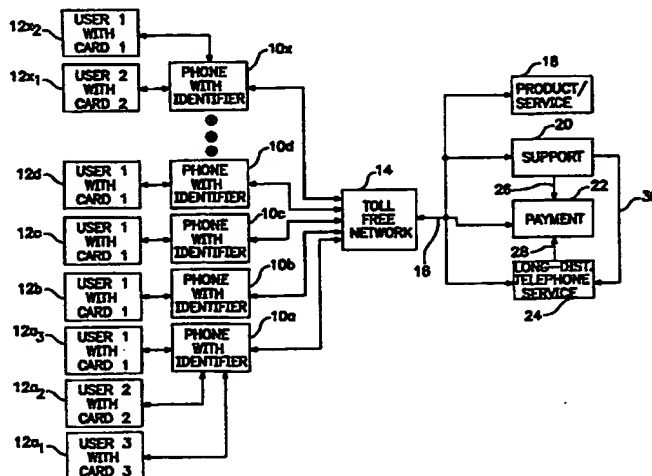 12x2
USER 1
WITH
CARD 1
12x1
USER 2
WITH
CARD 2
10x
PHONE
WITH
IDENTIFIER
12d
USER 1
WITH
CARD 1
10d
PHONE
WITH
IDENTIFIER
12c
USER 1
WITH
CARD 1
10c
PHONE
WITH
IDENTIFIER
12b
USER 1
WITH
CARD 1
10b
PHONE
WITH
IDENTIFIER
12a3
USER 1
WITH
CARD 1
10a
PHONE
WITH
IDENTIFIER
12a2
USER 2
WITH
CARD 2
12a1
USER 3
WITH
CARD 3
14
TOLL
FREE
NETWORK
16
18
PRODUCT/
SERVICE
20
SUPPORT
26
22
PAYMENT
28
30
LONG-DIST.
TELEPHONE
SERVICE
24